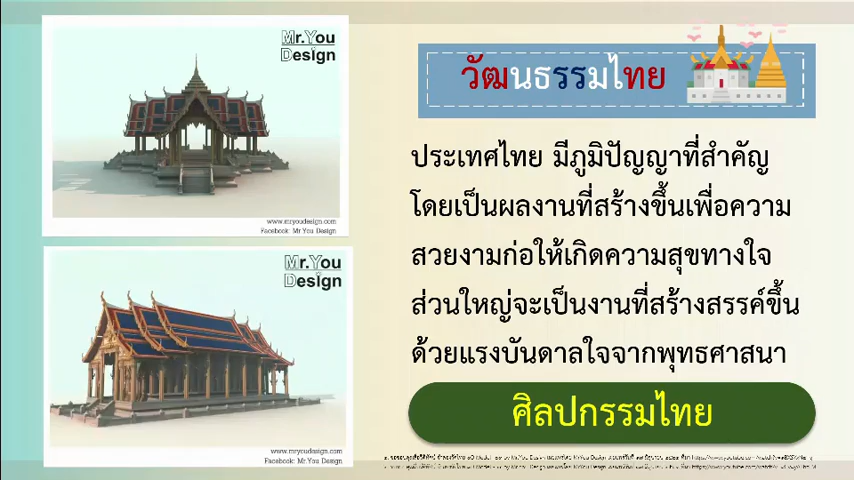 Mr.You
Design
www.mryoudesign.com
Facebook: Mr.You Design
Mr.You
Design
www.mryoudesign.com
Facebook: Mr.You Design
วัฒนธรรมไทย
ประเทศไทย มีภูมิปัญญาที่สำคัญ
โดยเป็นผลงานที่สร้างขึ้นเพื่อความ
สวยงามก่อให้เกิดความสุขทางใจ
ส่วนใหญ่จะเป็นงานที่สร้างสรรค์ขึ้น
ด้วยแรงบันดาลใจจากพุทธศาสนา
ศิลปกรรมไทย